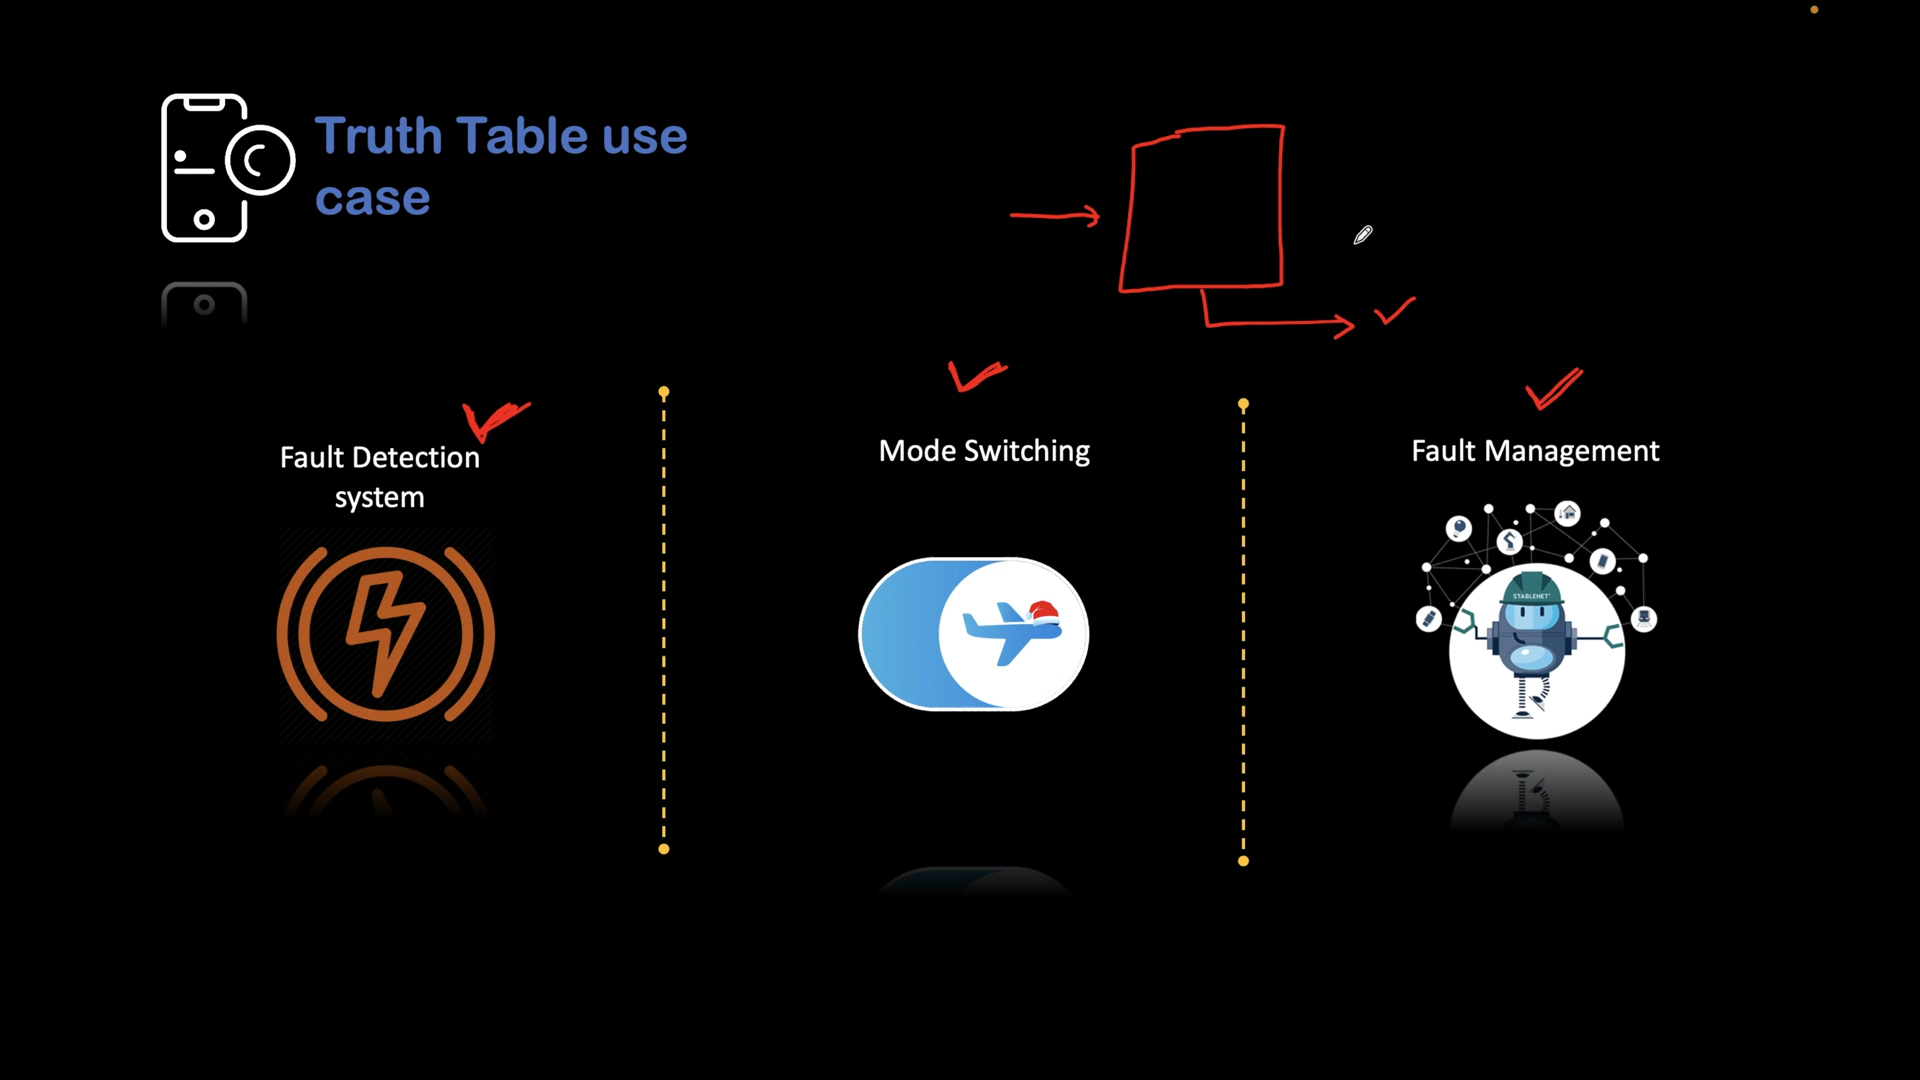 Truth Table use
case
Fault Detection
system
Mode Switching
Fault Management
STABLENET